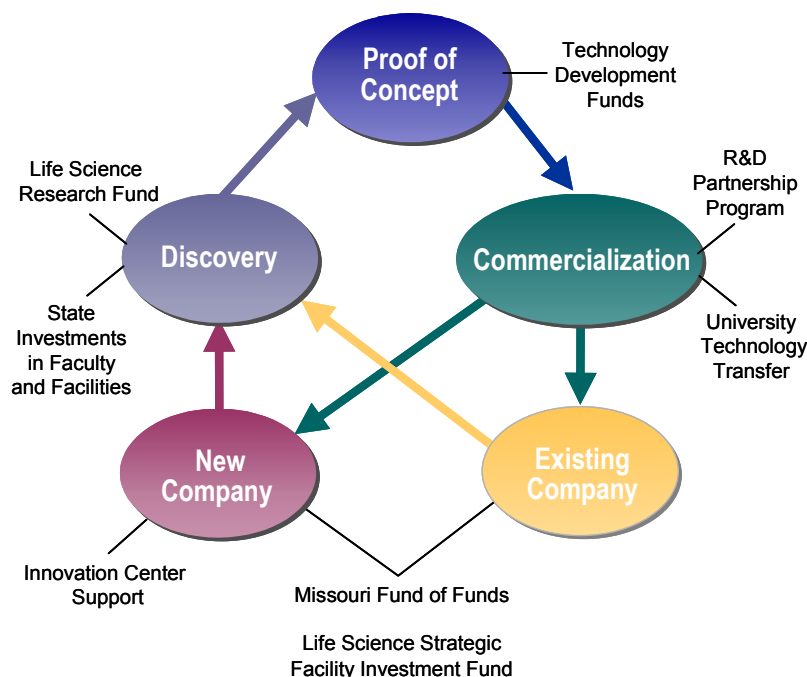 Proof of
Concept
Technology
Development
Funds
Life Science
Research Fund
R&D
Partnership
Program
Discovery
Commercialization
State
Investments
in Faculty
and Facilities
University
Technology
Transfer
New
Company
Existing
Company
Innovation Center
Support
Missouri Fund of Funds
Life Science Strategic
Facility Investment Fund